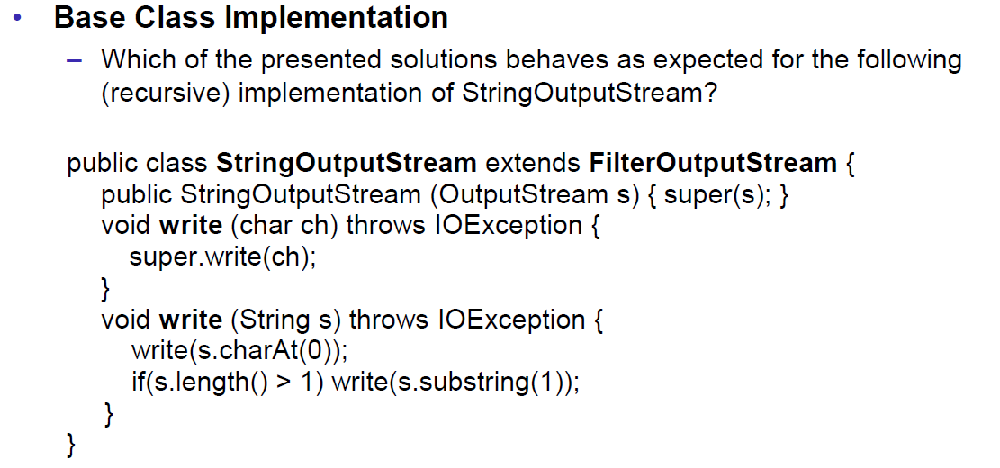 • Base Class Implementation
– Which of the presented solutions behaves as expected for the following
(recursive) implementation of StringOutputStream?
public class StringOutputStream extends FilterOutputStream {
public StringOutputStream (OutputStream s) { super(s); }
void write (char ch) throws IOException {
super.write(ch);
}
void write (String s) throws IOException {
write(s.charAt(0));
if(s.length() > 1) write(s.substring(1));
}
}